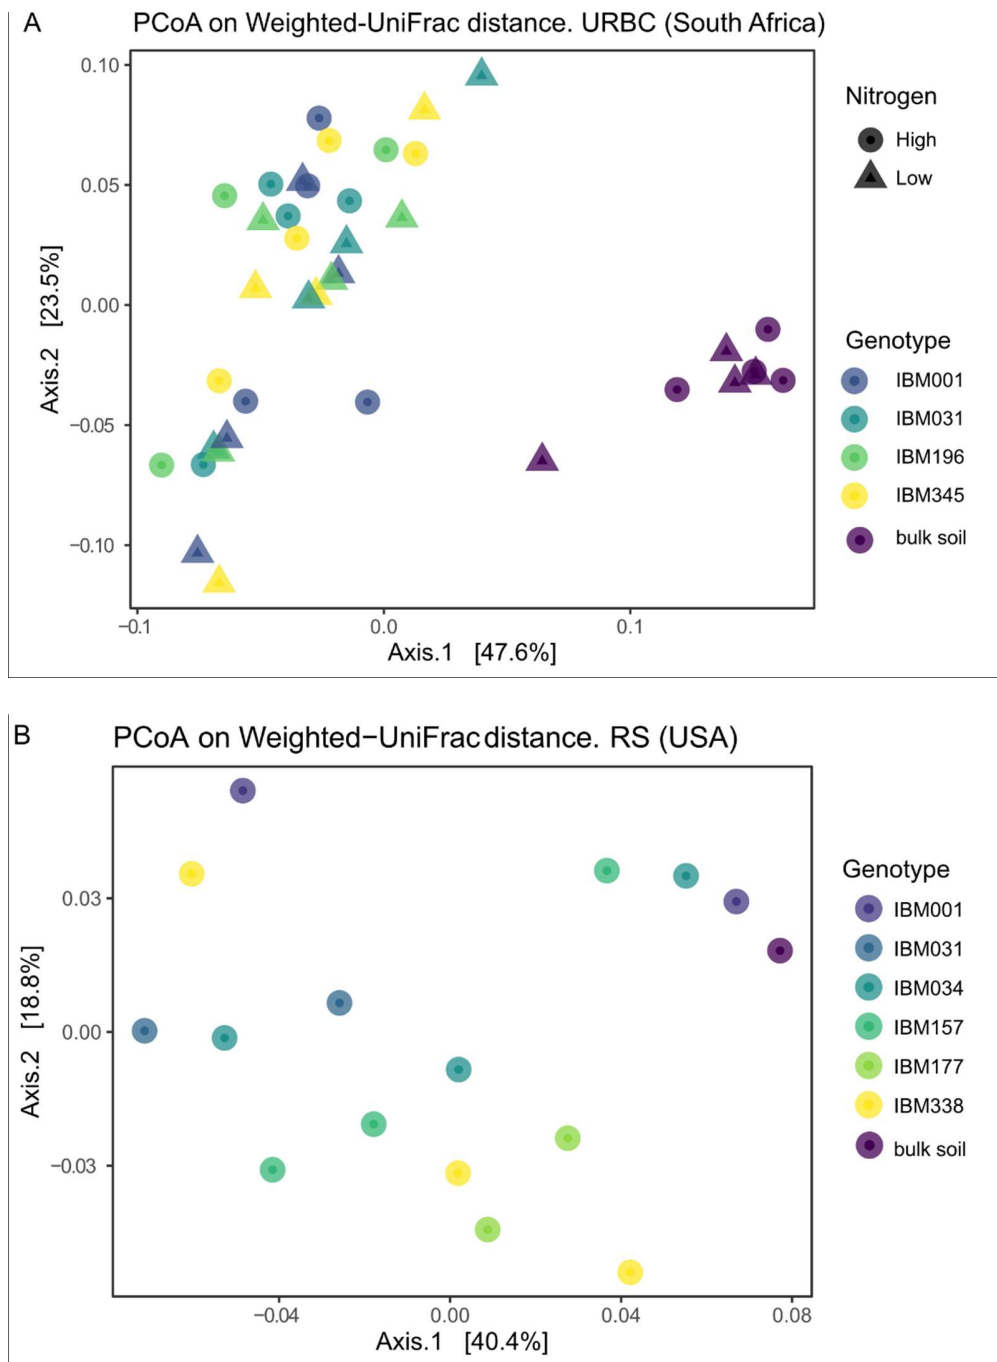 A
PCoA on Weighted-UniFrac distance. URBC (South Africa)
0.10
0.05
0.00
−0.05
−0.10
Axis.2 [23.5%]
−0.1
0.0
0.1
Axis.1 [47.6%]
Nitrogen
High
Low
Genotype
IBM001
IBM031
IBM196
IBM345
bulk soil
B
PCoA on Weighted−UniFrac distance. RS (USA)
0.03
0.00
−0.03
Axis.2 [18.8%]
−0.04
0.00
0.04
0.08
Axis.1 [40.4%]
Genotype
IBM001
IBM031
IBM034
IBM157
IBM177
IBM338
bulk soil